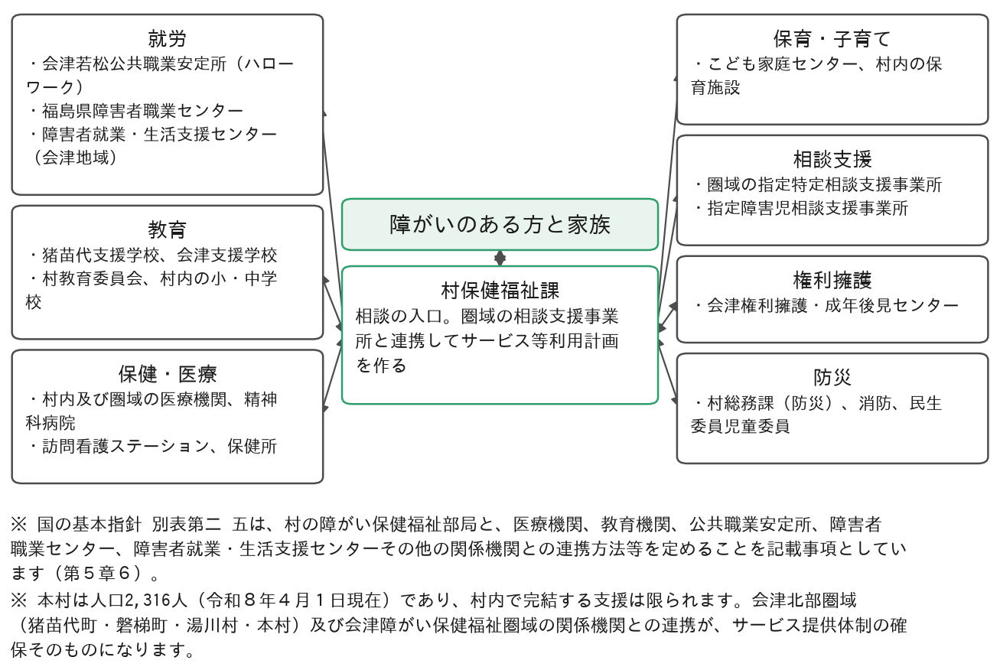 就労
・会津若松公共職業安定所（ハロー
ワーク）
・福島県障害者職業センター
・障害者就業・生活支援センター
（会津地域）
教育
・猪苗代支援学校、会津支援学校
・村教育委員会、村内の小・中学
校
保健・医療
・村内及び圏域の医療機関、精神
科病院
・訪問看護ステーション、保健所
障がいのある方と家族
村保健福祉課
相談の入口。圏域の相談支援事業
所と連携してサービス等利用計画
を作る
保育・子育て
・こども家庭センター、村内の保
育施設
相談支援
・圏域の指定特定相談支援事業所
・指定障害児相談支援事業所
権利擁護
・会津権利擁護・成年後見センター
防災
・村総務課（防災）、消防、民生
委員児童委員
※ 国の基本指針 別表第二 五は、村の障がい保健福祉部局と、医療機関、教育機関、公共職業安定所、障害者
職業センター、障害者就業・生活支援センターその他の関係機関との連携方法等を定めることを記載事項としてい
ます（第５章６）。
※ 本村は人口2,316人（令和８年４月１日現在）であり、村内で完結する支援は限られます。会津北部圏域
（猪苗代町・磐梯町・湯川村・本村）及び会津障がい保健福祉圏域の関係機関との連携が、サービス提供体制の確
保そのものになります。